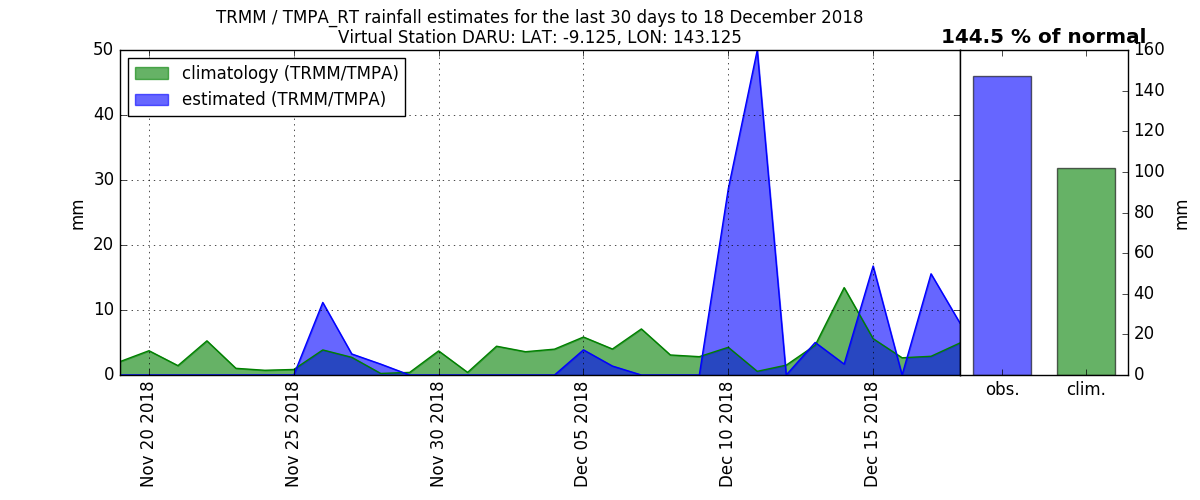 TRMM / TMPA_RT rainfall estimates for the last 30 days to 18 December 2018
Virtual Station DARU: LAT: -9.125, LON: 143.125
144.5 % of normal
climatology (TRMM/TMPA)
estimated (TRMM/TMPA)
50
40
30
20
10
0
mm
Nov 20 2018
Nov 25 2018
Nov 30 2018
Dec 05 2018
Dec 10 2018
Dec 15 2018
160
140
120
100
80
60
40
20
0
mm
obs.
clim.